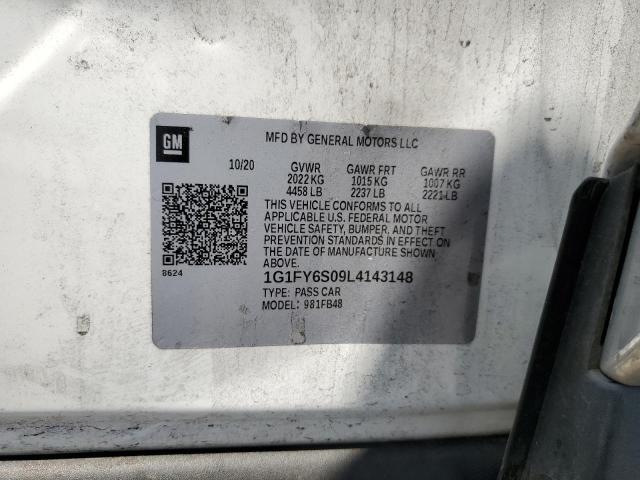 GM
MFD BY GENERAL MOTORS LLC
10/20 GVWR GAWR FRT GAWR RR
2022 KG 1015 KG 1007 KG
4458 LB 2237 LB 2221 LB
THIS VEHICLE CONFORMS TO ALL
APPLICABLE U.S. FEDERAL MOTOR
VEHICLE SAFETY, BUMPER, AND THEFT
PREVENTION STANDARDS IN EFFECT ON
THE DATE OF MANUFACTURE SHOWN
ABOVE.
8624
1G1FY6S09L4143148
TYPE: PASS CAR
MODEL: 981FB48